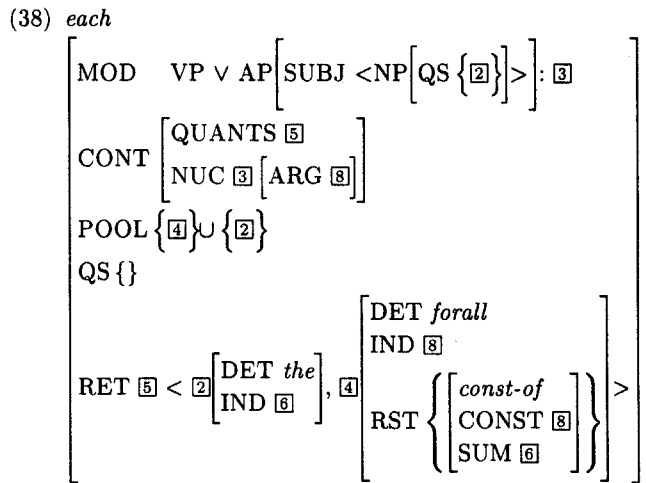 (38) each
MOD VP ∨ AP[SUBJ <NP[QS {[2]}]>]: [3]
CONT [QUANTS [5]
NUC [3] [ARG [8]]]
POOL {[4]}∪ {[2]}
QS {}
RET [5] < [2][DET the
IND [6]], [4][DET forall
IND [8]
RST {[const-of
CONST [8]
SUM [6]]}]>